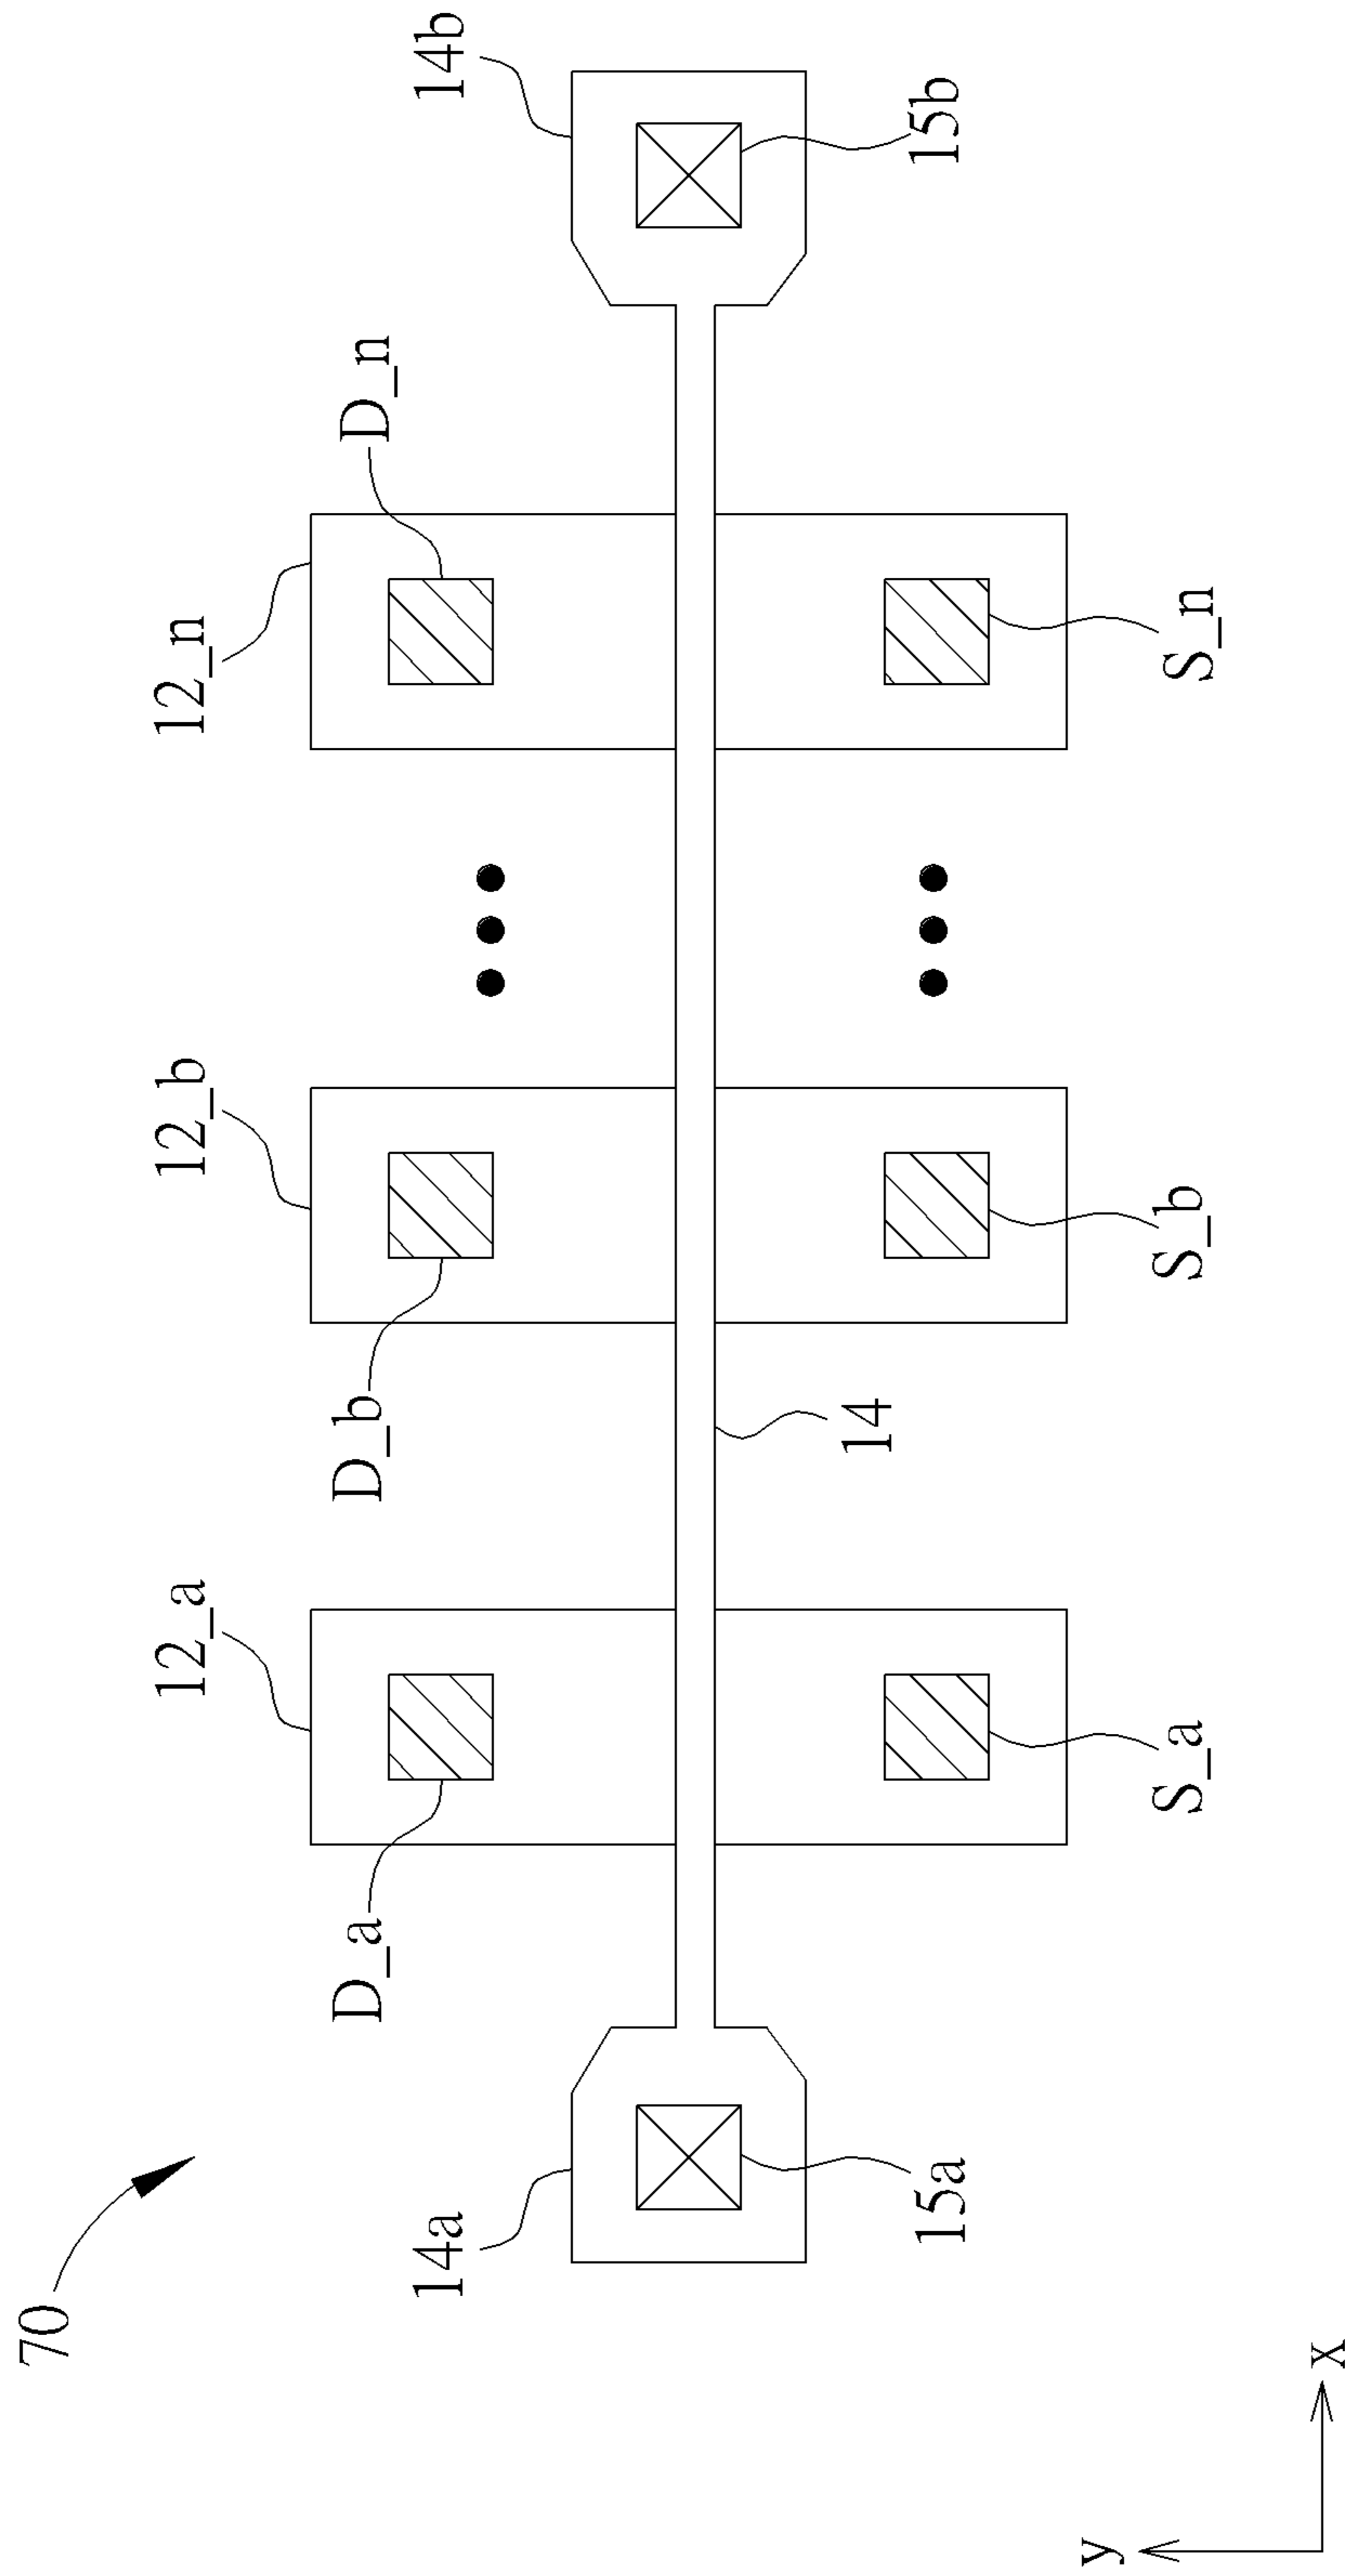 70
12_a
12_b
12_n
D_a
D_b
D_n
14a
14b
14
15a
15b
y
S_a
S_b
S_n
x